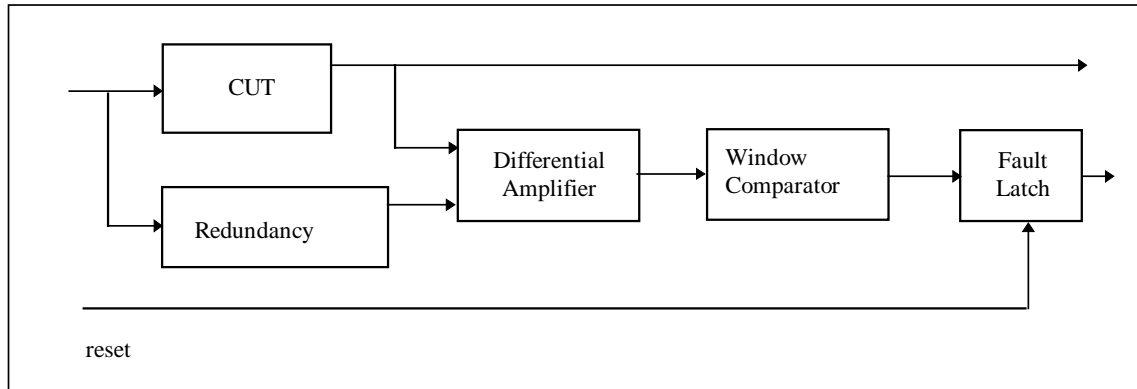 CUT
Differential
Amplifier
Window
Comparator
Fault
Latch
Redundancy
reset